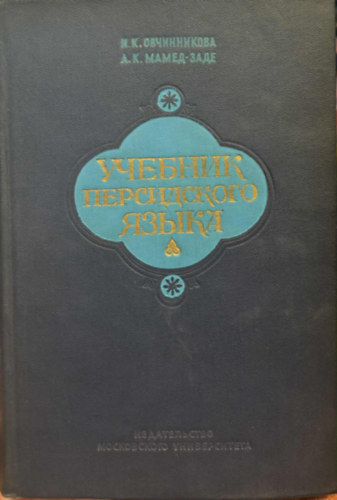 И.К.ОВЧИННИКОВА
А.К. МАМЕД-ЗАДЕ
УЧЕБНИК
ПЕРСИДСКОГО
ЯЗЫКА
ИЗДАТЕЛЬСТВО
МОСКОВСКОГО УНИВЕРСИТЕТА